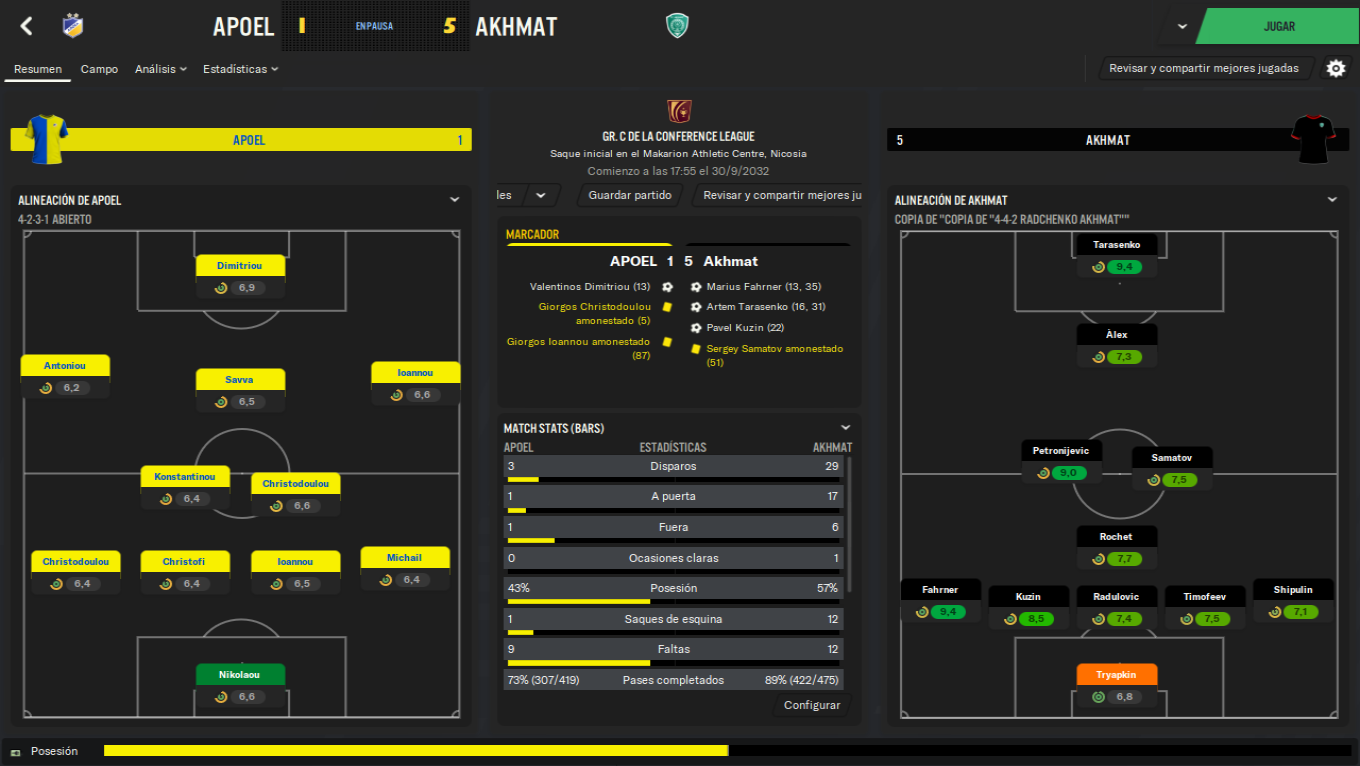 APOEL 1 EN PAUSA 5 AKHMAT
JUGAR
Resumen Campo Análisis Estadísticas
Revisar y compartir mejores jugadas
APOEL 1
GR. C DE LA CONFERENCE LEAGUE
Saque inicial en el Makarion Athletic Centre, Nicosia
Comienzo a las 17:55 el 30/9/2032
les Guardar partido Revisar y compartir mejores ju
5 AKHMAT
ALINEACIÓN DE APOEL
4-2-3-1 ABIERTO
Dimitriou
6,9
Antoniou
6,2
Savva
6,5
Ioannou
6,6
Konstantinou
6,4
Christodoulou
6,6
Christodoulou
6,4
Christofi
6,4
Ioannou
6,5
Michail
6,4
Nikolaou
6,6
MARCADOR
APOEL 1 5 Akhmat
Valentinos Dimitriou (13)
Giorgos Christodoulou
amonestado (5)
Giorgos Ioannou amonestado
(87)
Marius Fahrner (13, 35)
Artem Tarasenko (16, 31)
Pavel Kuzin (22)
Sergey Samatov amonestado
(51)
MATCH STATS (BARS)
APOEL ESTADÍSTICAS AKHMAT
3 Disparos 29
1 A puerta 17
1 Fuera 6
0 Ocasiones claras 1
43% Posesión 57%
1 Saques de esquina 12
9 Faltas 12
73% (307/419) Pases completados 89% (422/475)
Configurar
ALINEACIÓN DE AKHMAT
COPIA DE "COPIA DE "4-4-2 RADCHENKO AKHMAT""
Tarasenko
9,4
Àlex
7,3
Petronijevic
9,0
Samatov
7,5
Rochet
7,7
Fahrner
9,4
Kuzin
8,5
Radulovic
7,4
Timofeev
7,5
Shipulin
7,1
Tryapkin
6,8
Posesión